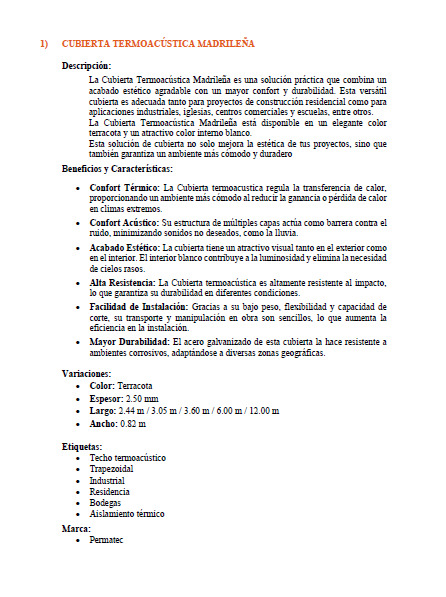 1) CUBIERTA TERMOACÚSTICA MADRILEÑA
Descripción:
La Cubierta Termoacústica Madrileña es una solución práctica que combina un
acabado estético agradable con un mayor confort y durabilidad. Esta versátil
cubierta es adecuada tanto para proyectos de construcción residencial como para
aplicaciones industriales, iglesias, centros comerciales y escuelas, entre otros.
La Cubierta Termoacústica Madrileña está disponible en un elegante color
terracota y un atractivo color interno blanco.
Esta solución de cubierta no solo mejora la estética de tus proyectos, sino que
también garantiza un ambiente más cómodo y duradero
Beneficios y Características:
• Confort Térmico: La Cubierta termoacustica regula la transferencia de calor,
proporcionando un ambiente más cómodo al reducir la ganancia o pérdida de calor
en climas extremos.
• Confort Acústico: Su estructura de múltiples capas actúa como barrera contra el
ruido, minimizando sonidos no deseados, como la lluvia.
• Acabado Estético: La cubierta tiene un atractivo visual tanto en el exterior como
en el interior. El interior blanco contribuye a la luminosidad y elimina la necesidad
de cielos rasos.
• Alta Resistencia: La Cubierta termoacústica es altamente resistente al impacto,
lo que garantiza su durabilidad en diferentes condiciones.
• Facilidad de Instalación: Gracias a su bajo peso, flexibilidad y capacidad de
corte, su transporte y manipulación en obra son sencillos, lo que aumenta la
eficiencia en la instalación.
• Mayor Durabilidad: El acero galvanizado de esta cubierta la hace resistente a
ambientes corrosivos, adaptándose a diversas zonas geográficas.
Variaciones:
• Color: Terracota
• Espesor: 2.50 mm
• Largo: 2.44 m / 3.05 m / 3.60 m / 6.00 m / 12.00 m
• Ancho: 0.82 m
Etiquetas:
• Techo termoacústico
• Trapezoidal
• Industrial
• Residencia
• Bodegas
• Aislamiento térmico
Marca:
• Permatec